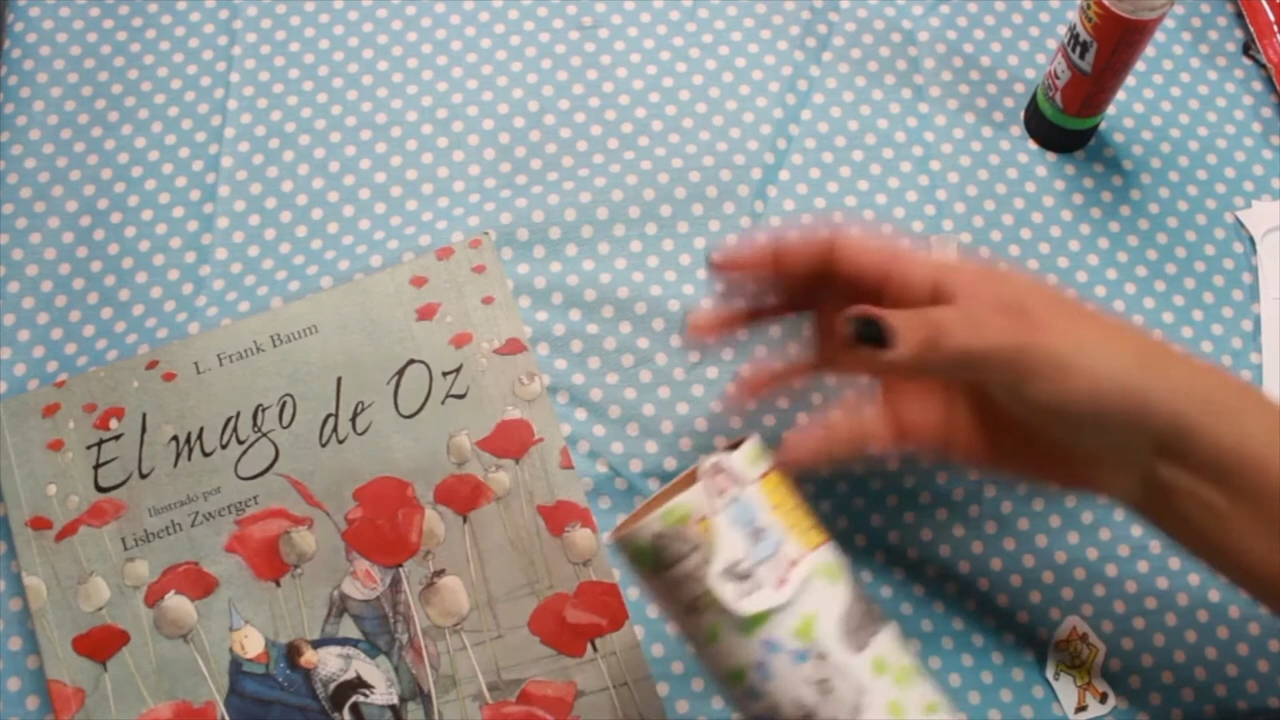 L. Frank Baum
El mago de Oz
Ilustrado por
Lisbeth Zwerger